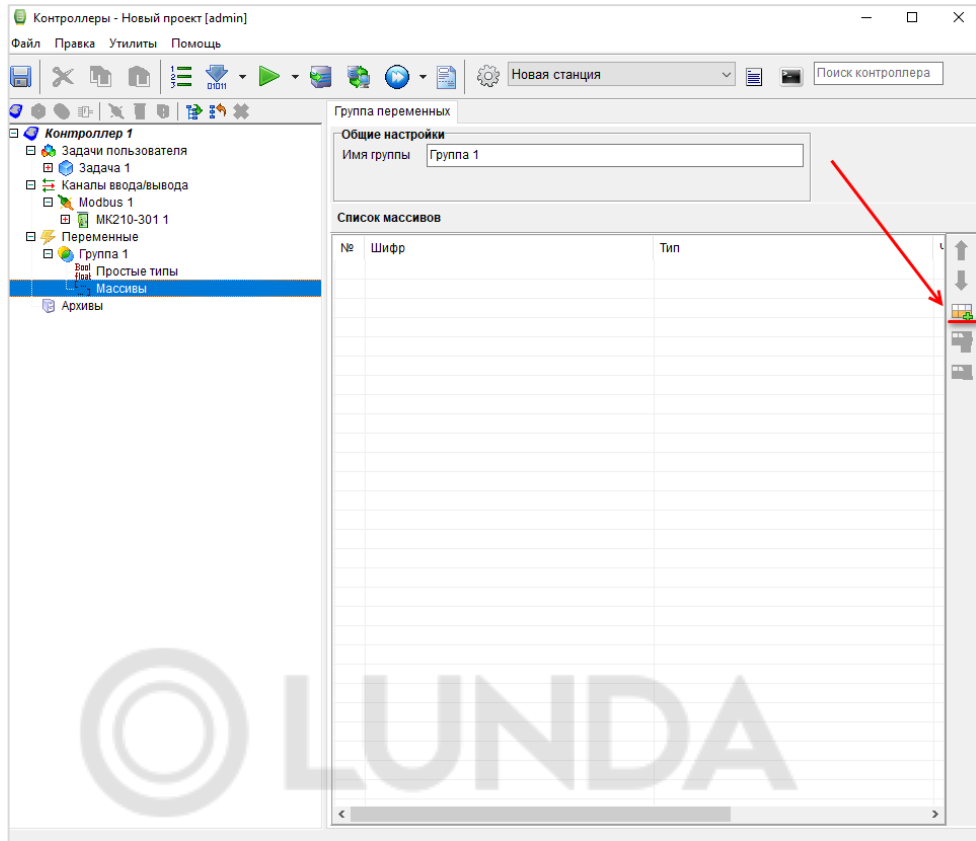 Контроллеры - Новый проект [admin]
Файл Правка Утилиты Помощь
Новая станция
Поиск контроллера
Контроллер 1
Задачи пользователя
Задача 1
Каналы ввода/вывода
Modbus 1
МК210-301 1
Переменные
Группа 1
Простые типы
Массивы
Архивы
Группа переменных
Общие настройки
Имя группы Группа 1
Список массивов
№ Шифр Тип
LUNDA